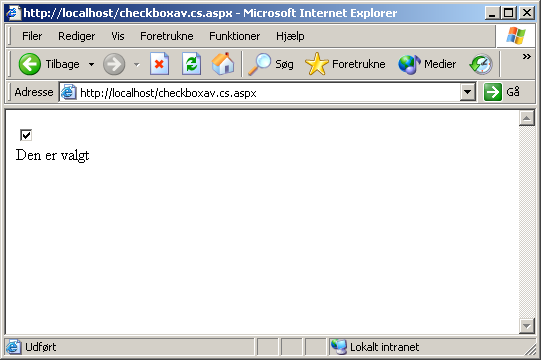 http://localhost/checkboxav.cs.aspx - Microsoft Internet Explorer
Filer Rediger Vis Foretrukne Funktioner Hjælp
Tilbage Søg Foretrukne Medier »
Adresse http://localhost/checkboxav.cs.aspx Gå
Den er valgt
Udført Lokalt intranet